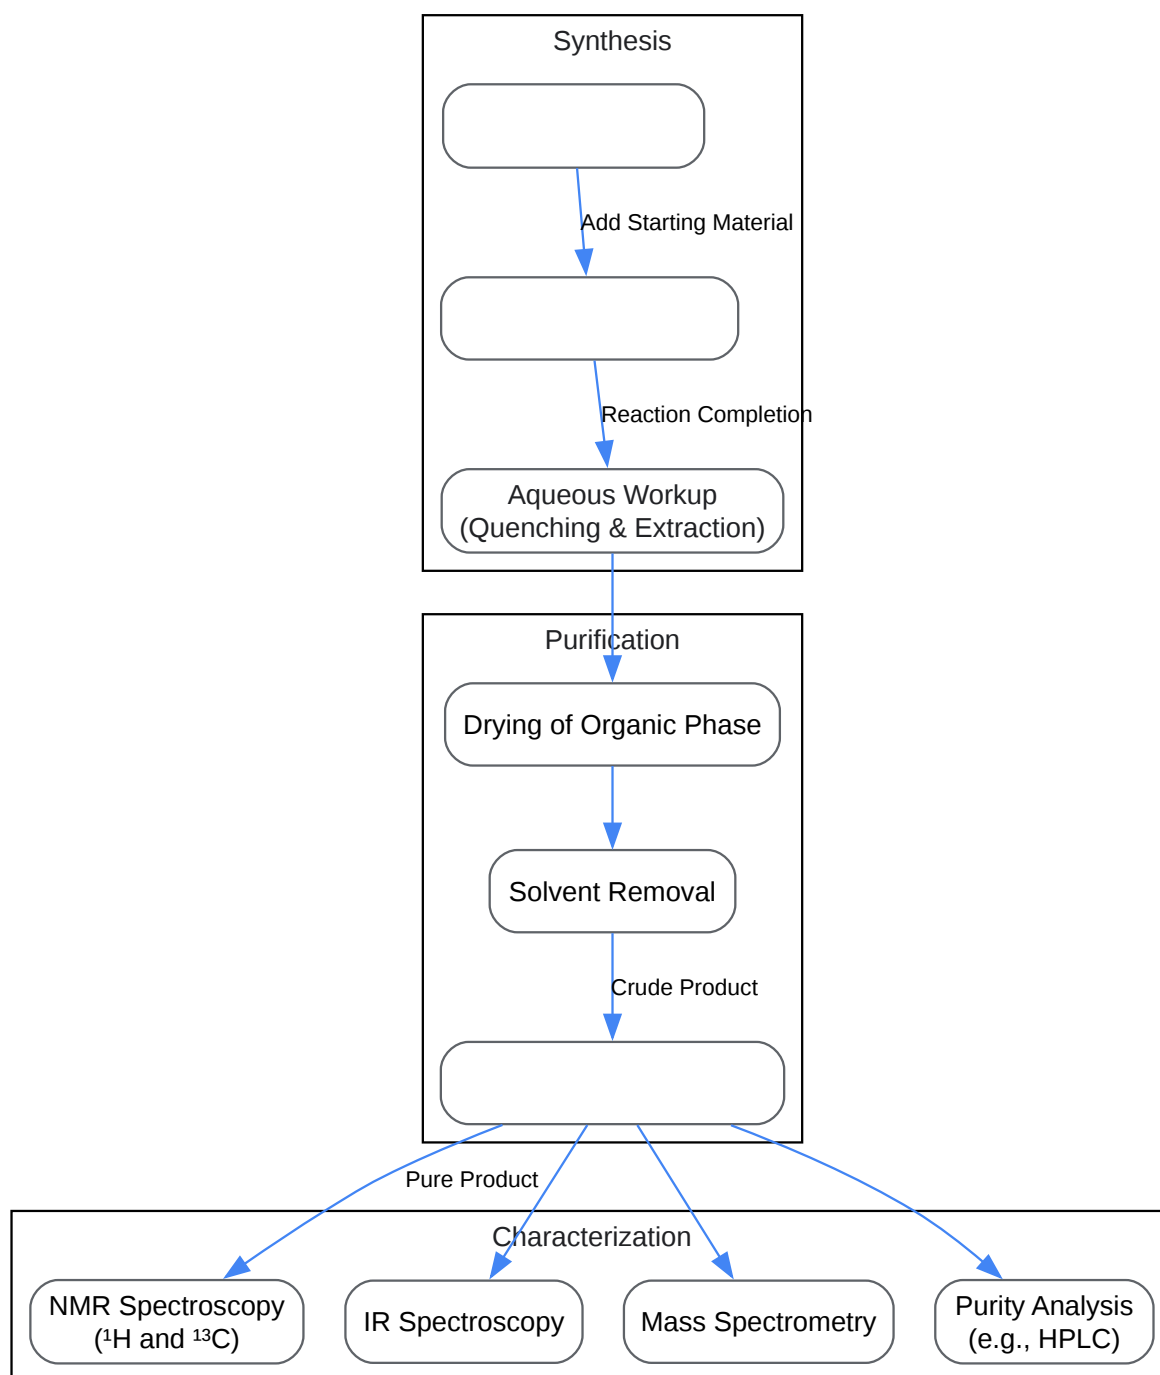 Synthesis
Add Starting Material
Reaction Completion
Aqueous Workup
(Quenching & Extraction)
Purification
Drying of Organic Phase
Solvent Removal
Crude Product
Pure Product
Characterization
NMR Spectroscopy
(¹H and ¹³C)
IR Spectroscopy
Mass Spectrometry
Purity Analysis
(e.g., HPLC)